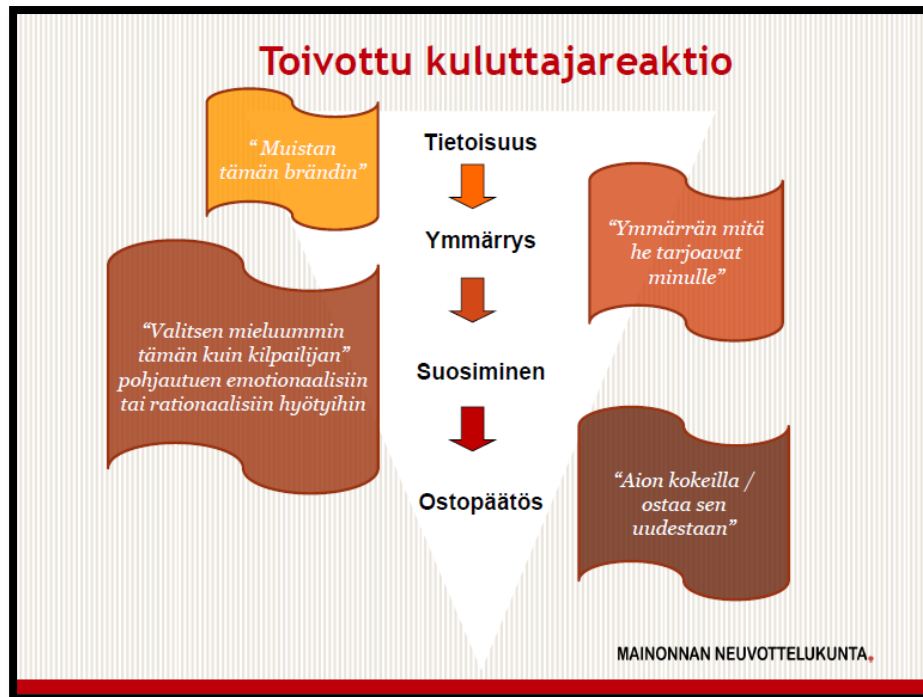 Toivottu kuluttajareaktio
“ Muistan
tämän brändin”
Tietoisuus
Ymmärrys
“Ymmärrän mitä
he tarjoavat
minulle”
“Valitsen mieluummin
tämän kuin kilpailijan”
pohjautuen emotionaalisiin
tai rationaalisiin hyötyihin
Suosiminen
Ostopäätös
“Aion kokeilla /
ostaa sen
uudestaan”
MAINONNAN NEUVOTTELUKUNTA.